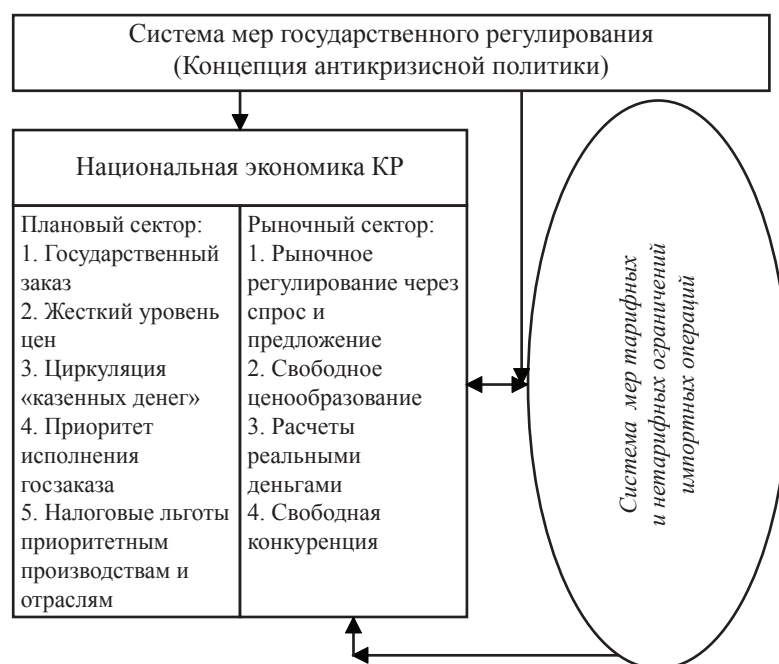 Система мер государственного регулирования
(Концепция антикризисной политики)
Национальная экономика КР
Плановый сектор:
1. Государственный
заказ
2. Жесткий уровень
цен
3. Циркуляция
«казенных денег»
4. Приоритет
исполнения
госзаказа
5. Налоговые льготы
приоритетным
производствам и
отраслям
Рыночный сектор:
1. Рыночное
регулирование через
спрос и
предложение
2. Свободное
ценообразование
3. Расчеты
реальными
деньгами
4. Свободная
конкуренция
Система мер тарифных
и нетарифных ограничений
импортных операций